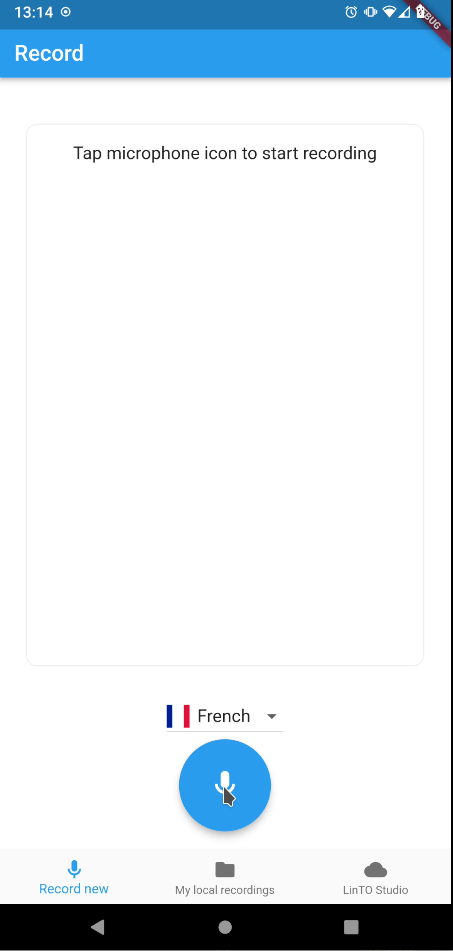 13:14
DEBUG
Record
Tap microphone icon to start recording
French
Record new
My local recordings
LinTO Studio